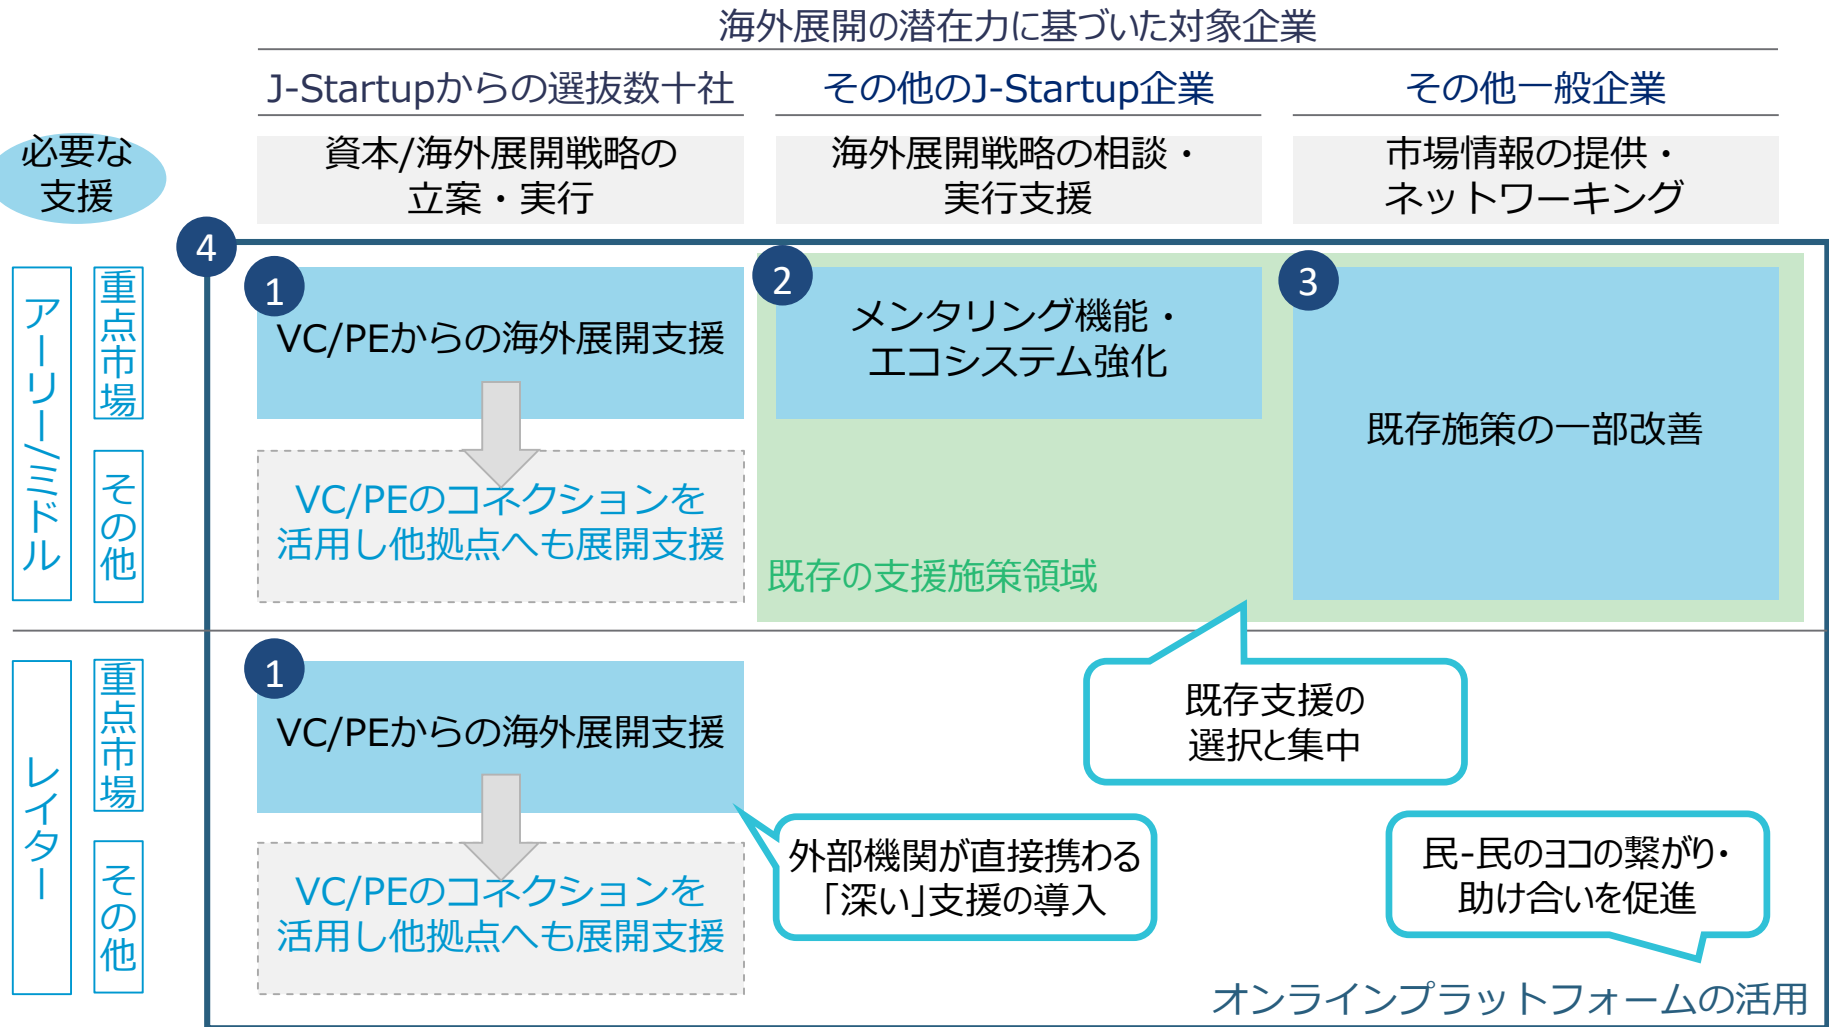 海外展開の潜在力に基づいた対象企業
J-Startupからの選抜数十社
その他のJ-Startup企業
その他一般企業
必要な
支援
資本/海外展開戦略の
立案・実行
海外展開戦略の相談・
実行支援
市場情報の提供・
ネットワーキング
4
アーリー/ミドル
重点市場
その他
1
VC/PEからの海外展開支援
VC/PEのコネクションを
活用し他拠点へも展開支援
2
メンタリング機能・
エコシステム強化
3
既存施策の一部改善
既存の支援施策領域
既存支援の
選択と集中
レイター
重点市場
その他
1
VC/PEからの海外展開支援
VC/PEのコネクションを
活用し他拠点へも展開支援
外部機関が直接携わる
「深い」支援の導入
民-民のヨコの繋がり・
助け合いを促進
オンラインプラットフォームの活用